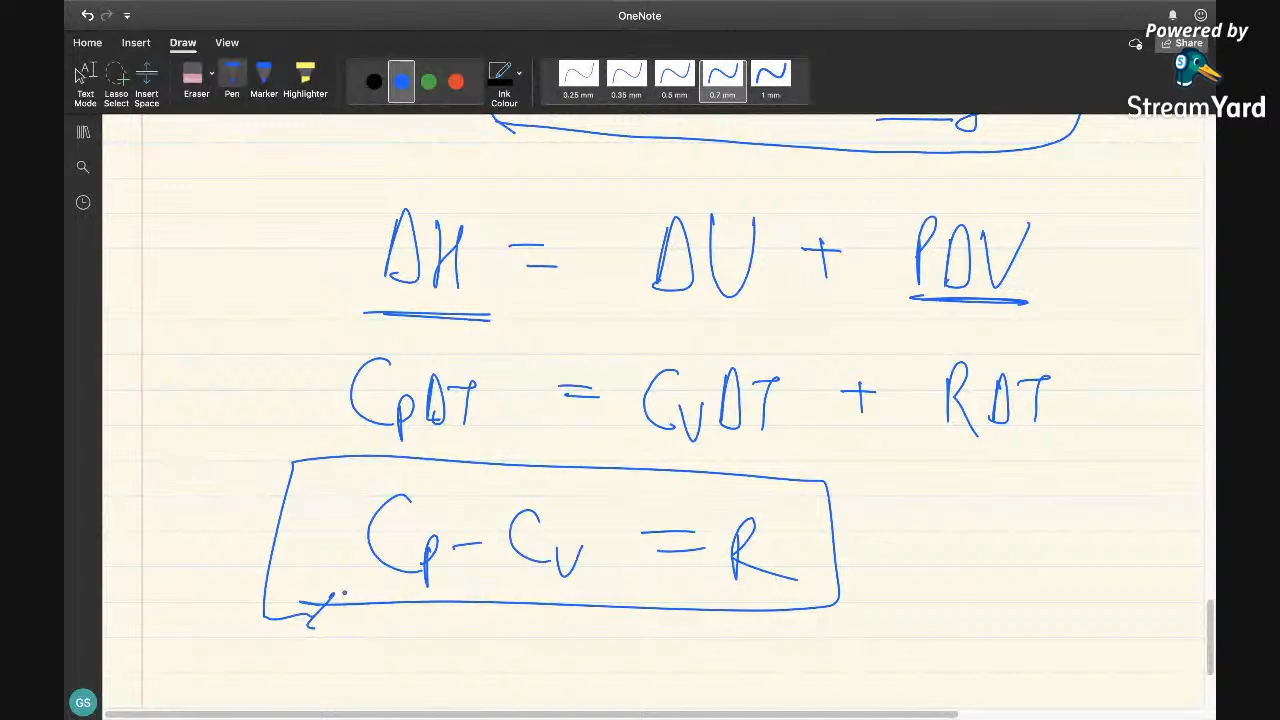 OneNote
Powered by
StreamYard
Home Insert Draw View
Share
Text Mode
Lasso Select
Insert Space
Eraser
Pen
Marker
Highlighter
Ink Colour
0.25 mm
0.35 mm
0.5 mm
0.7 mm
1 mm
ΔH = ΔU + PΔV
CpΔT = CvΔT + RΔT
Cp - Cv = R
GS